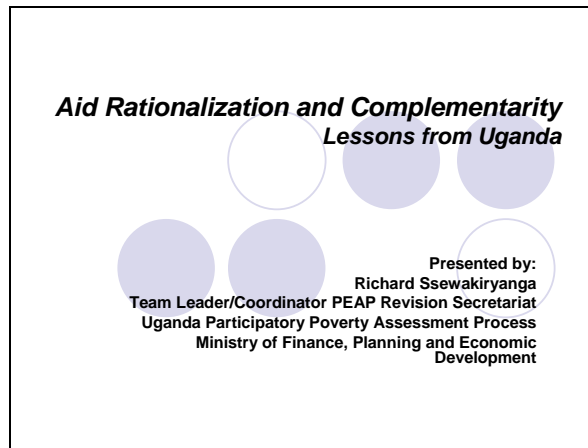 Aid Rationalization and Complementarity
Lessons from Uganda
Presented by:
Richard Ssewakiryanga
Team Leader/Coordinator PEAP Revision Secretariat
Uganda Participatory Poverty Assessment Process
Ministry of Finance, Planning and Economic
Development